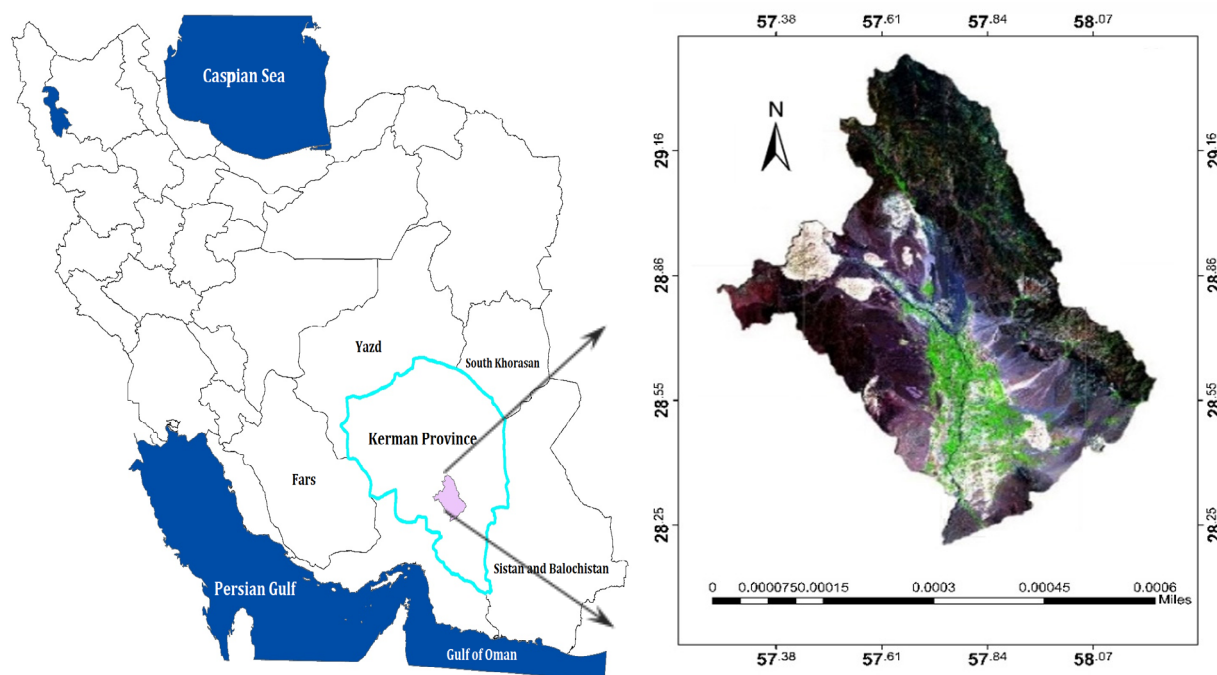 Caspian Sea
Yazd
South Khorasan
Kerman Province
Fars
Sistan and Balochistan
Persian Gulf
Gulf of Oman
57.38 57.61 57.84 58.07
N
29.16 29.16
28.86 28.86
28.55 28.55
28.25 28.25
0 0.0000750.00015 0.0003 0.00045 0.0006
Miles
57.38 57.61 57.84 58.07